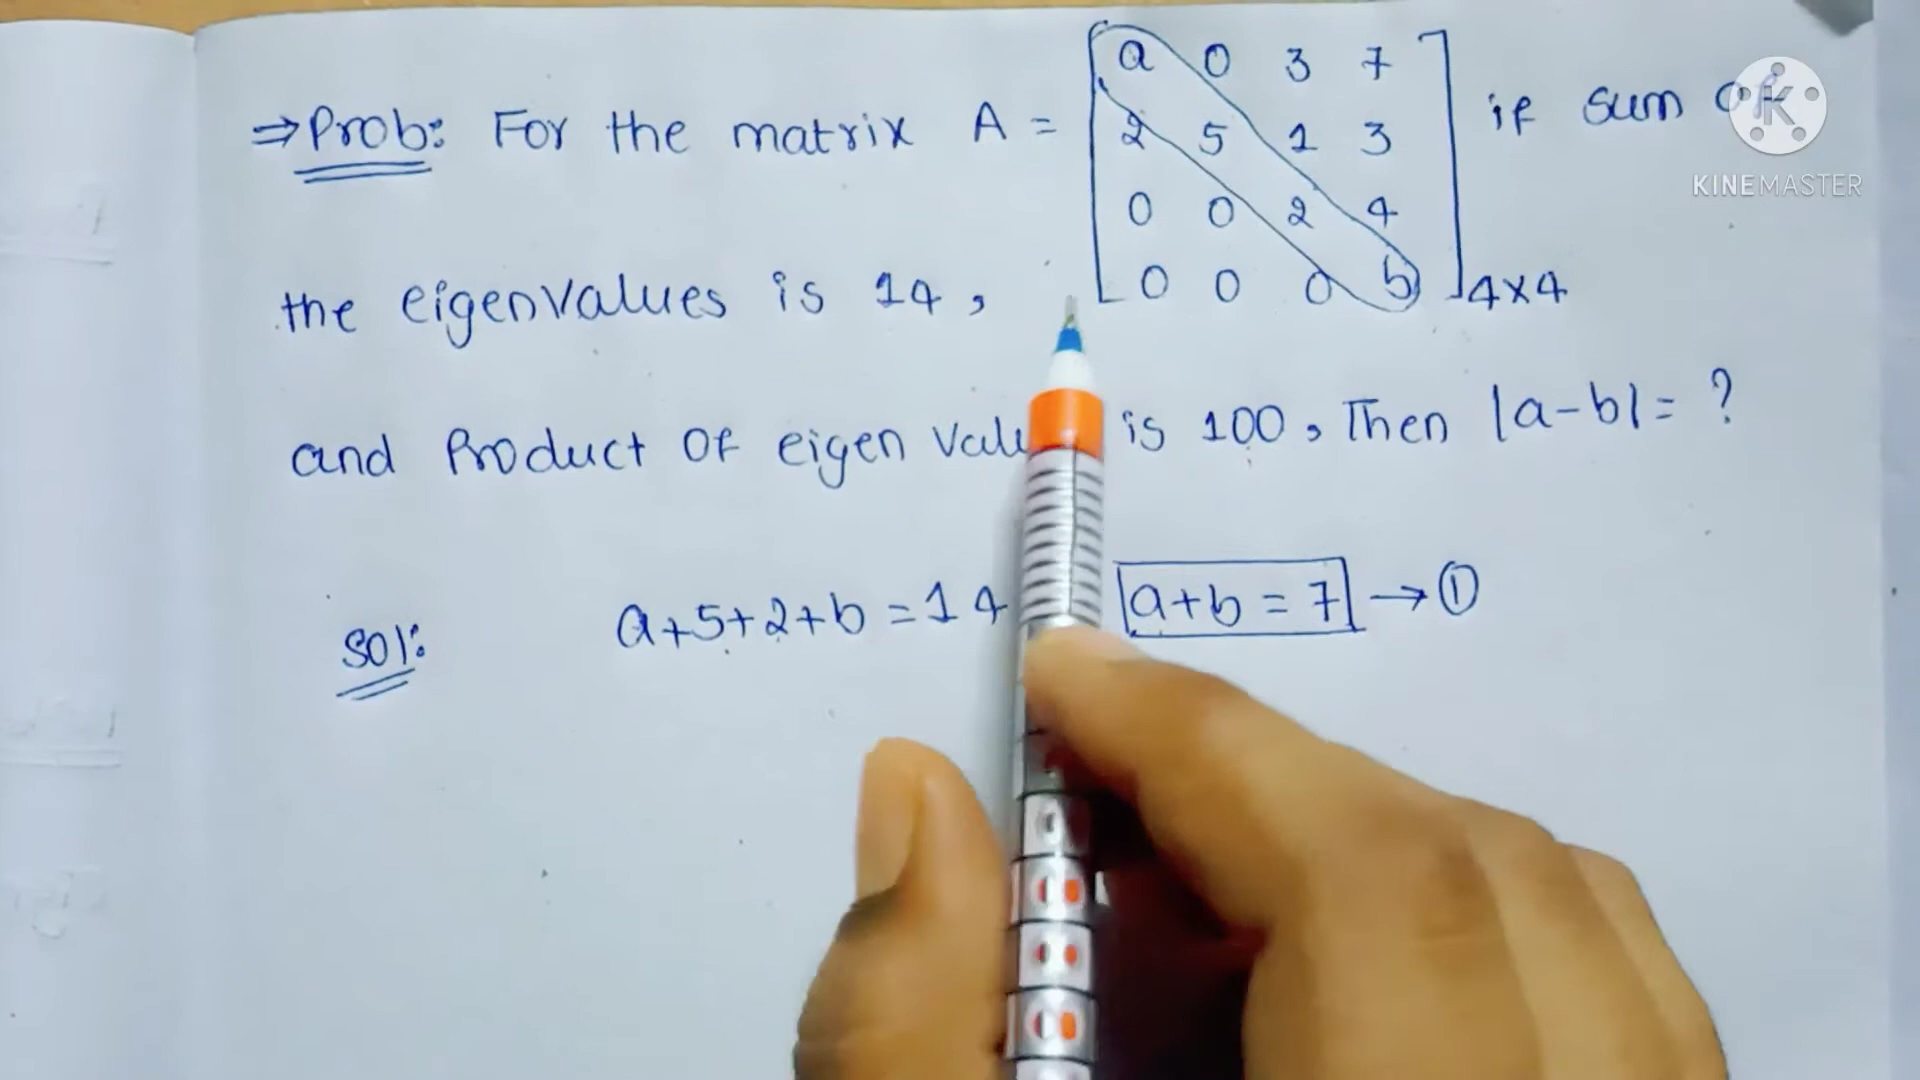 ⇒Prob: For the matrix A = [a 0 3 7
2 5 1 3
0 0 2 4
0 0 0 b]4×4 if sum of
the eigenvalues is 14,
and Product of eigen is 100, Then |a-b| = ?
Sol: a+5+2+b = 14 a+b = 7 → ①
KINEMASTER